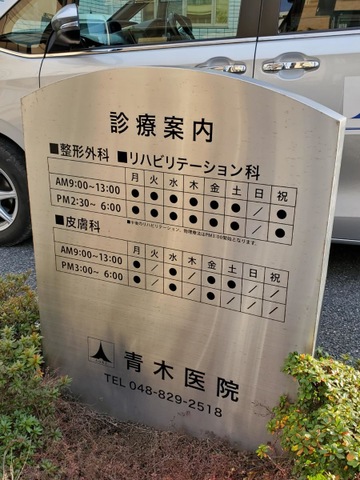 診療案内
■整形外科 ■リハビリテーション科
月 火 水 木 金 土 日 祝
AM9:00~13:00 ● ● ● ● ● ● / ●
PM2:30~ 6:00 ● ● ● ● ● ● / ●
■皮膚科
月 火 水 木 金 土 日 祝
AM9:00~13:00 ● / ● / ● ● / /
PM3:00~ 6:00 ● / ● / ● / / /
青木医院
TEL 048-829-2518